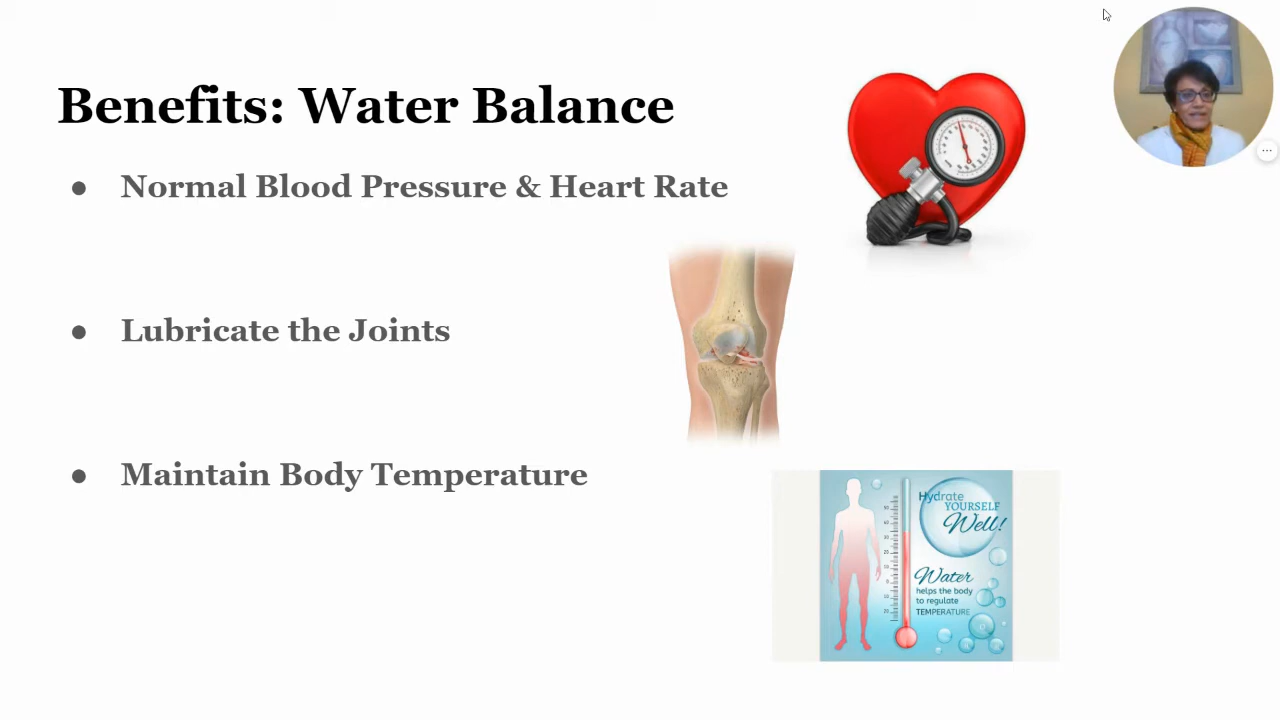 Benefits: Water Balance
● Normal Blood Pressure & Heart Rate
● Lubricate the Joints
● Maintain Body Temperature
Hydrate
YOURSELF
Well!
Water
helps the body
to regulate
TEMPERATURE